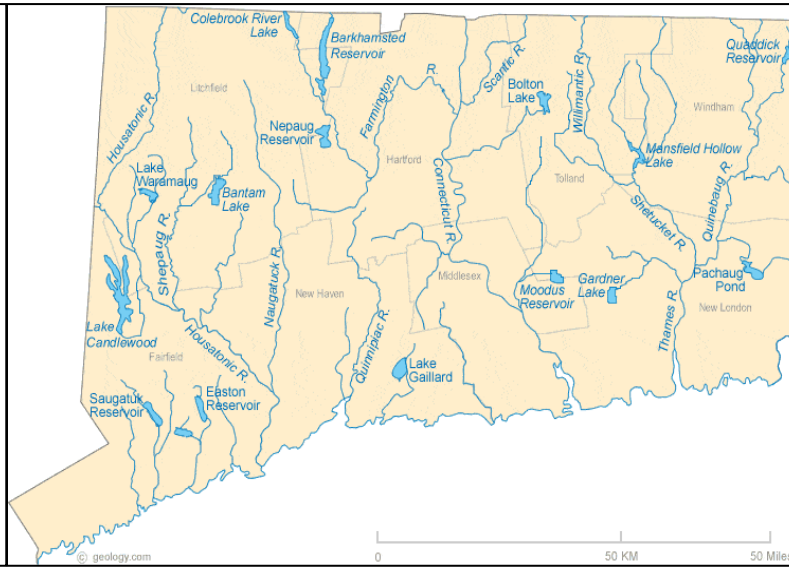 Colebrook River
Lake
Barkhamsted
Reservoir
Quaddick
Reservoir
Litchfield
Housatonic R.
Farmington
R.
Scantic R.
Bolton
Lake
Willimantic R.
Windham
Nepaug
Reservoir
Hartford
Mansfield Hollow
Lake
Lake
Waramaug
Bantam
Lake
Connecticut R.
Tolland
Quinebaug R.
Shepaug R.
Shetucket R.
Naugatuck R.
Middlesex
Pachaug
Pond
New Haven
Moodus
Reservoir
Gardner
Lake
New London
Lake
Candlewood
Thames R.
Quinnipiac R.
Housatonic R.
Fairfield
Lake
Gaillard
Saugatuk
Reservoir
Easton
Reservoir
© geology.com
0
50 KM
50 Miles